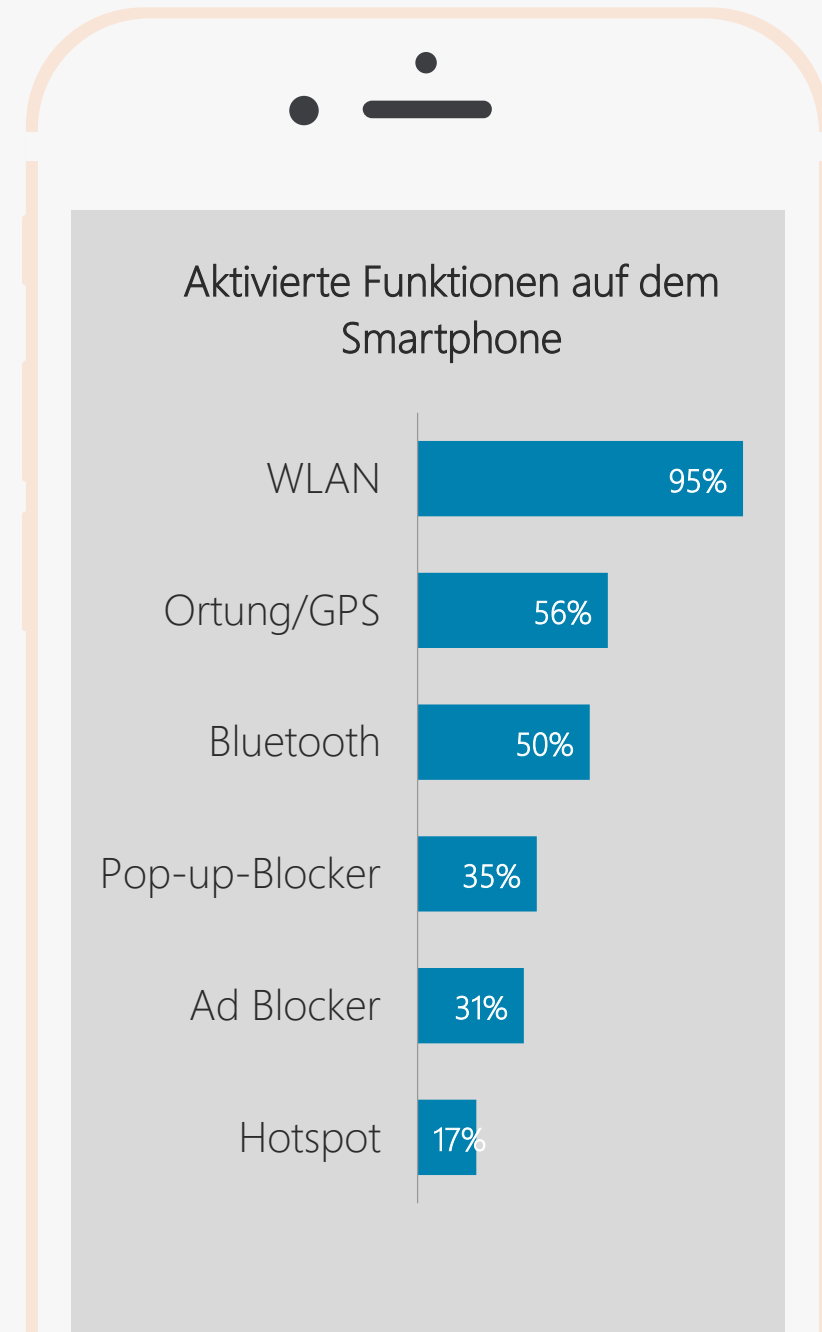 Aktivierte Funktionen auf dem
Smartphone
WLAN 95%
Ortung/GPS 56%
Bluetooth 50%
Pop-up-Blocker 35%
Ad Blocker 31%
Hotspot 17%